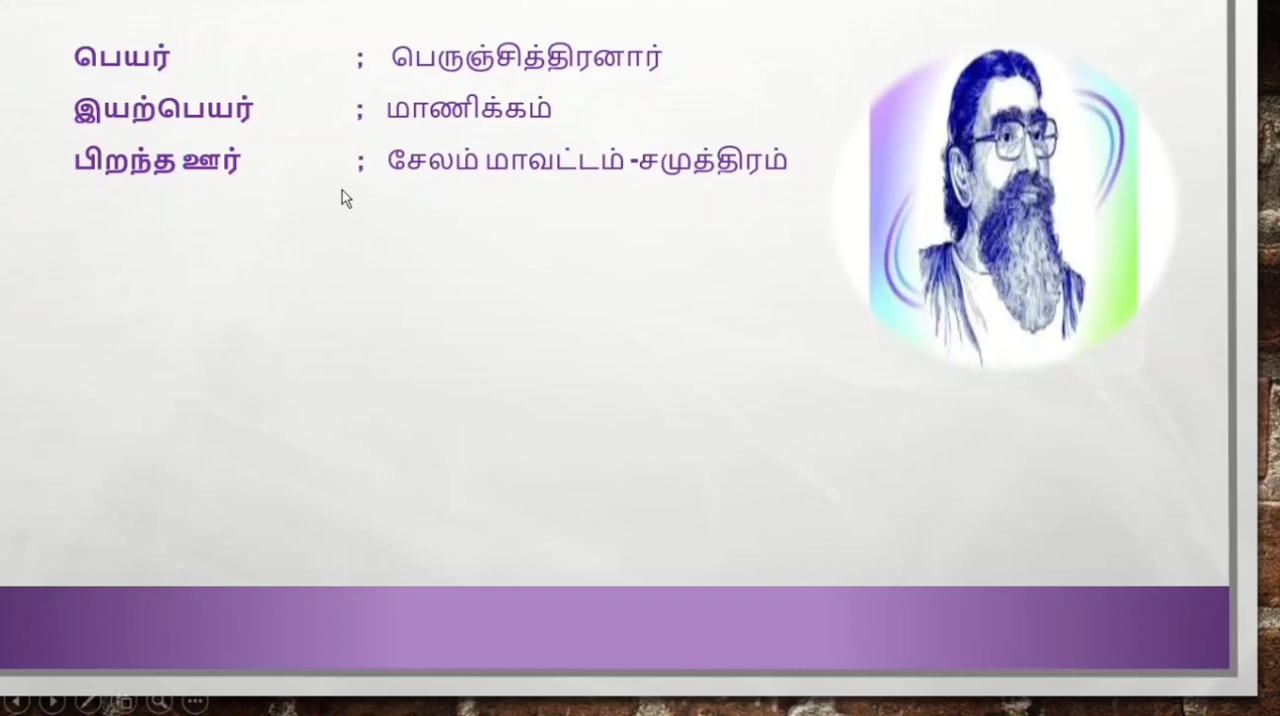 பெயர் ; பெருஞ்சித்திரனார்
இயற்பெயர் ; மாணிக்கம்
பிறந்த ஊர் ; சேலம் மாவட்டம் -சமுத்திரம்